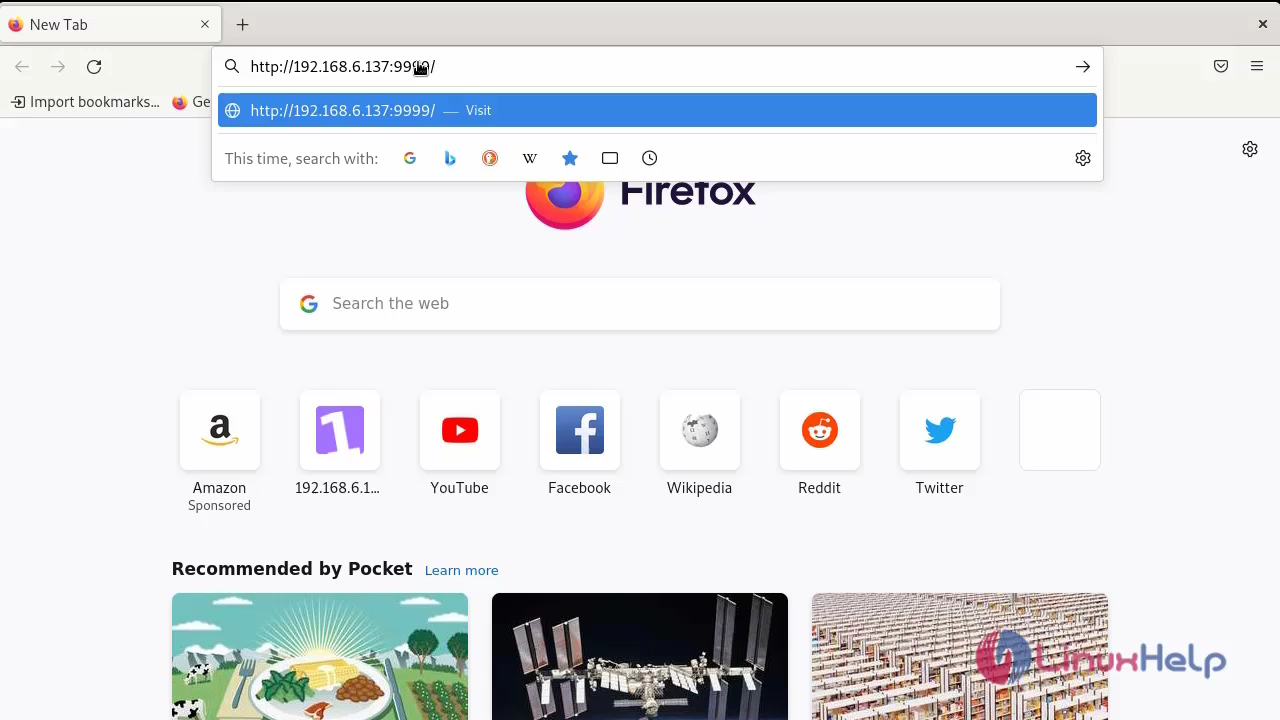 New Tab
http://192.168.6.137:9999/
Import bookmarks...
Ge
http://192.168.6.137:9999/ — Visit
This time, search with:
Firefox
Search the web
Amazon
Sponsored
192.168.6.1...
YouTube
Facebook
Wikipedia
Reddit
Twitter
Recommended by Pocket
Learn more
LinuxHelp